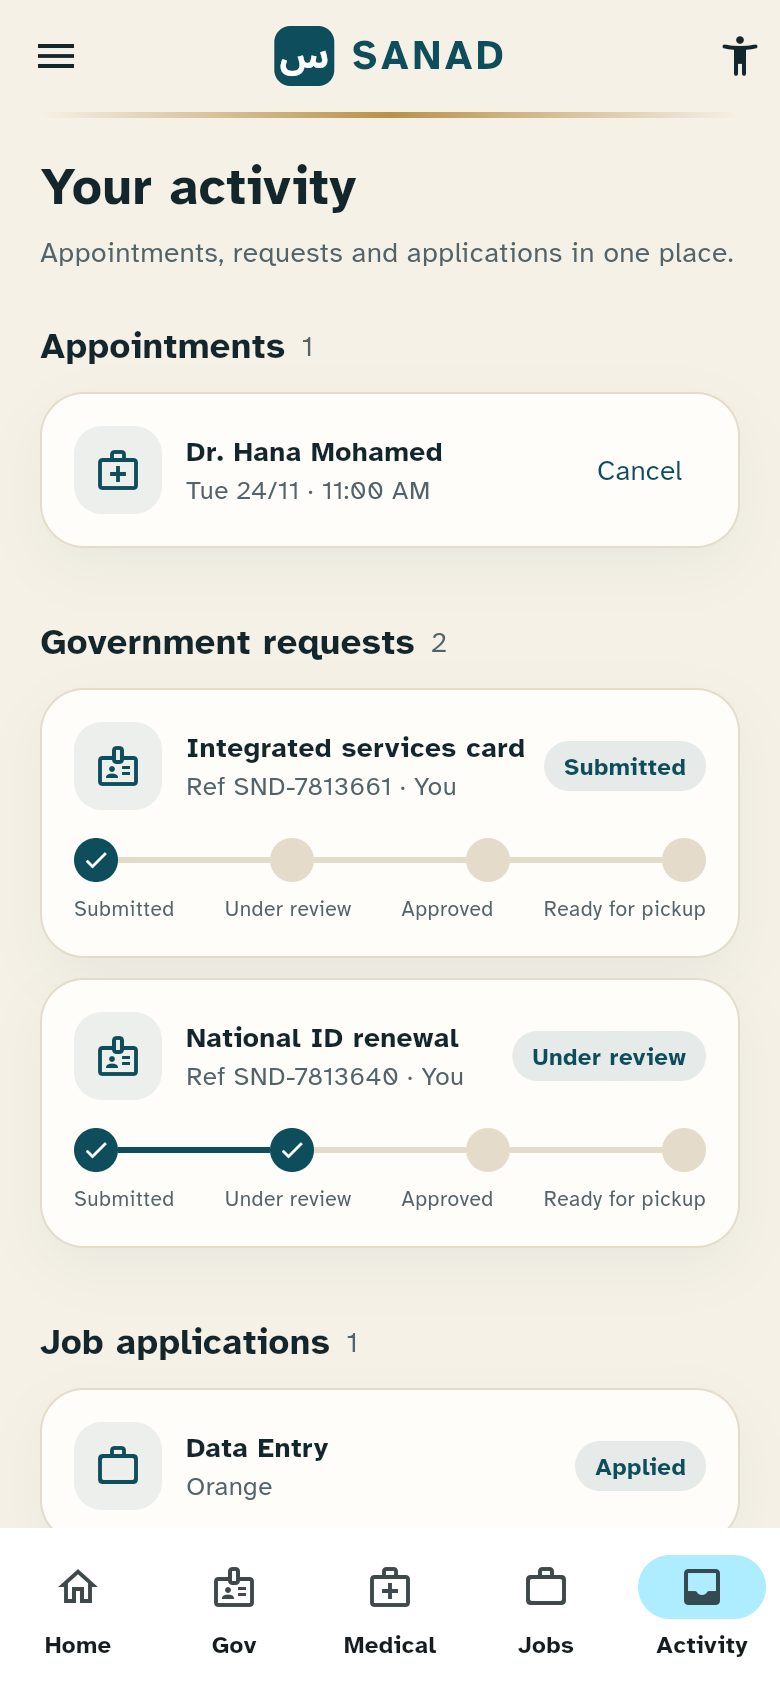 س SANAD
Your activity
Appointments, requests and applications in one place.
Appointments 1
Dr. Hana Mohamed
Tue 24/11 · 11:00 AM
Cancel
Government requests 2
Integrated services card
Ref SND-7813661 · You
Submitted
Submitted Under review Approved Ready for pickup
National ID renewal
Ref SND-7813640 · You
Under review
Submitted Under review Approved Ready for pickup
Job applications 1
Data Entry
Orange
Applied
Home Gov Medical Jobs Activity